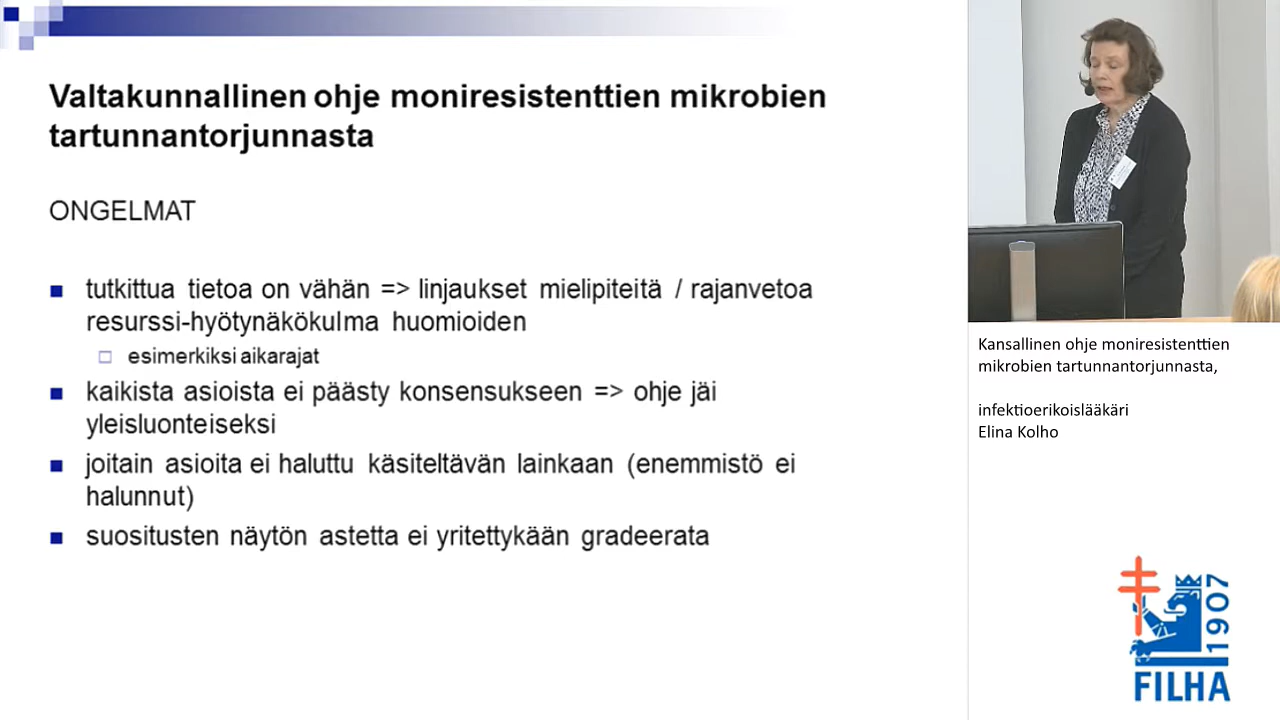 Valtakunnallinen ohje moniresistenttien mikrobien
tartunnantorjunnasta
ONGELMAT
tutkittua tietoa on vähän => linjaukset mielipiteitä / rajanvetoa
resurssi-hyötynäkökulma huomioiden
esimerkiksi aikarajat
kaikista asioista ei päästy konsensukseen => ohje jäi
yleisluonteiseksi
joitain asioita ei haluttu käsiteltävän lainkaan (enemmistö ei
halunnut)
suositusten näytön astetta ei yritettykään gradeerata
Kansallinen ohje moniresistenttien
mikrobien tartunnantorjunnasta,
infektioerikoislääkäri
Elina Kolho
1907
FILHA